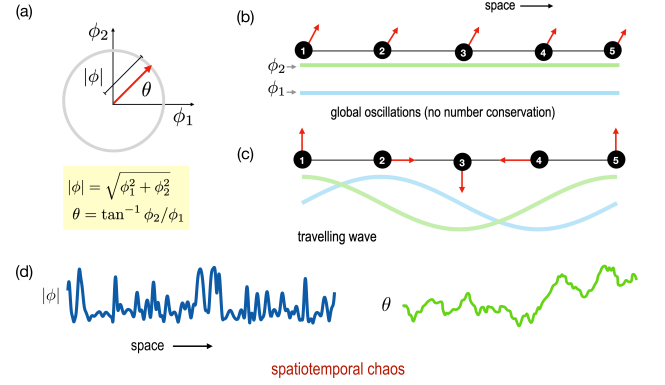 (a)
ϕ₂
|ϕ|
θ
ϕ₁
|ϕ| = √(ϕ₁² + ϕ₂²)
θ = tan⁻¹ ϕ₂/ϕ₁
(b)
space
1 2 3 4 5
ϕ₂
ϕ₁
global oscillations (no number conservation)
(c)
1 2 3 4 5
travelling wave
(d)
|ϕ|
θ
space
spatiotemporal chaos